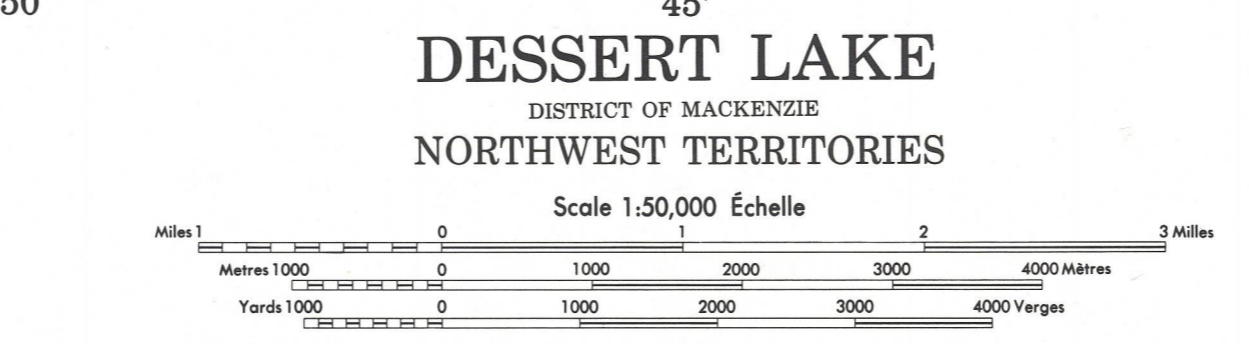 50
45'
DESSERT LAKE
DISTRICT OF MACKENZIE
NORTHWEST TERRITORIES
Scale 1:50,000 Échelle
Miles 1 0 1 2 3 Milles
Metres 1000 0 1000 2000 3000 4000 Mètres
Yards 1000 0 1000 2000 3000 4000 Verges